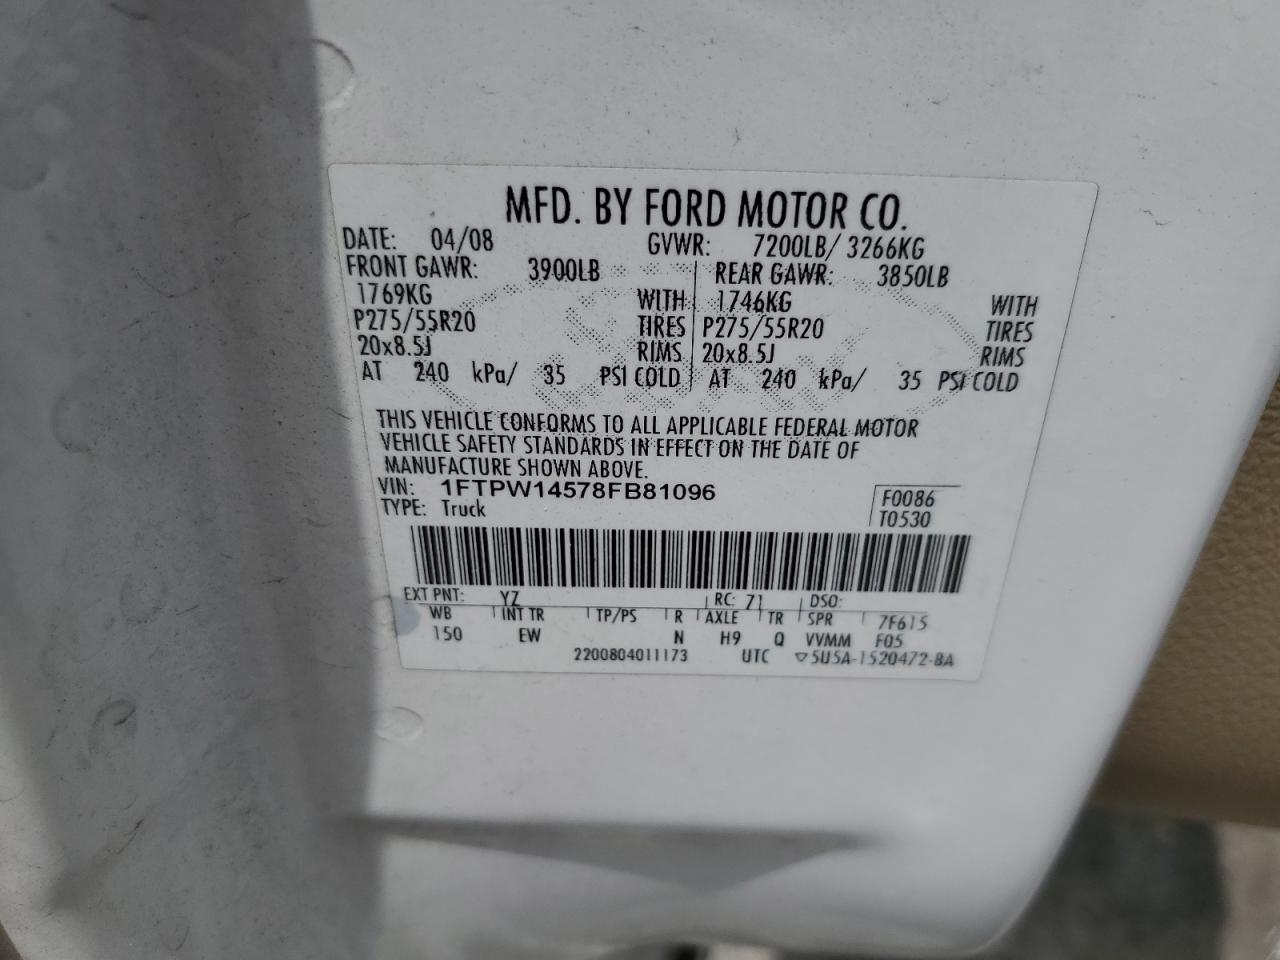 MFD. BY FORD MOTOR CO.
DATE: 04/08 GVWR: 7200LB/ 3266KG
FRONT GAWR: 3900LB REAR GAWR: 3850LB
1769KG WITH 1746KG WITH
P275/55R20 TIRES P275/55R20 TIRES
20x8.5J RIMS 20x8.5J RIMS
AT 240 kPa/ 35 PSI COLD AT 240 kPa/ 35 PSI COLD
THIS VEHICLE CONFORMS TO ALL APPLICABLE FEDERAL MOTOR
VEHICLE SAFETY STANDARDS IN EFFECT ON THE DATE OF
MANUFACTURE SHOWN ABOVE.
VIN: 1FTPW14578FB81096 F0086
TYPE: Truck T0530
EXT PNT: YZ RC: 71 DSO:
WB INT TR TP/PS R AXLE TR SPR 7F615
150 EW N H9 Q VVMM F05
2200804011173 UTC ▽5U5A-1520472-BA